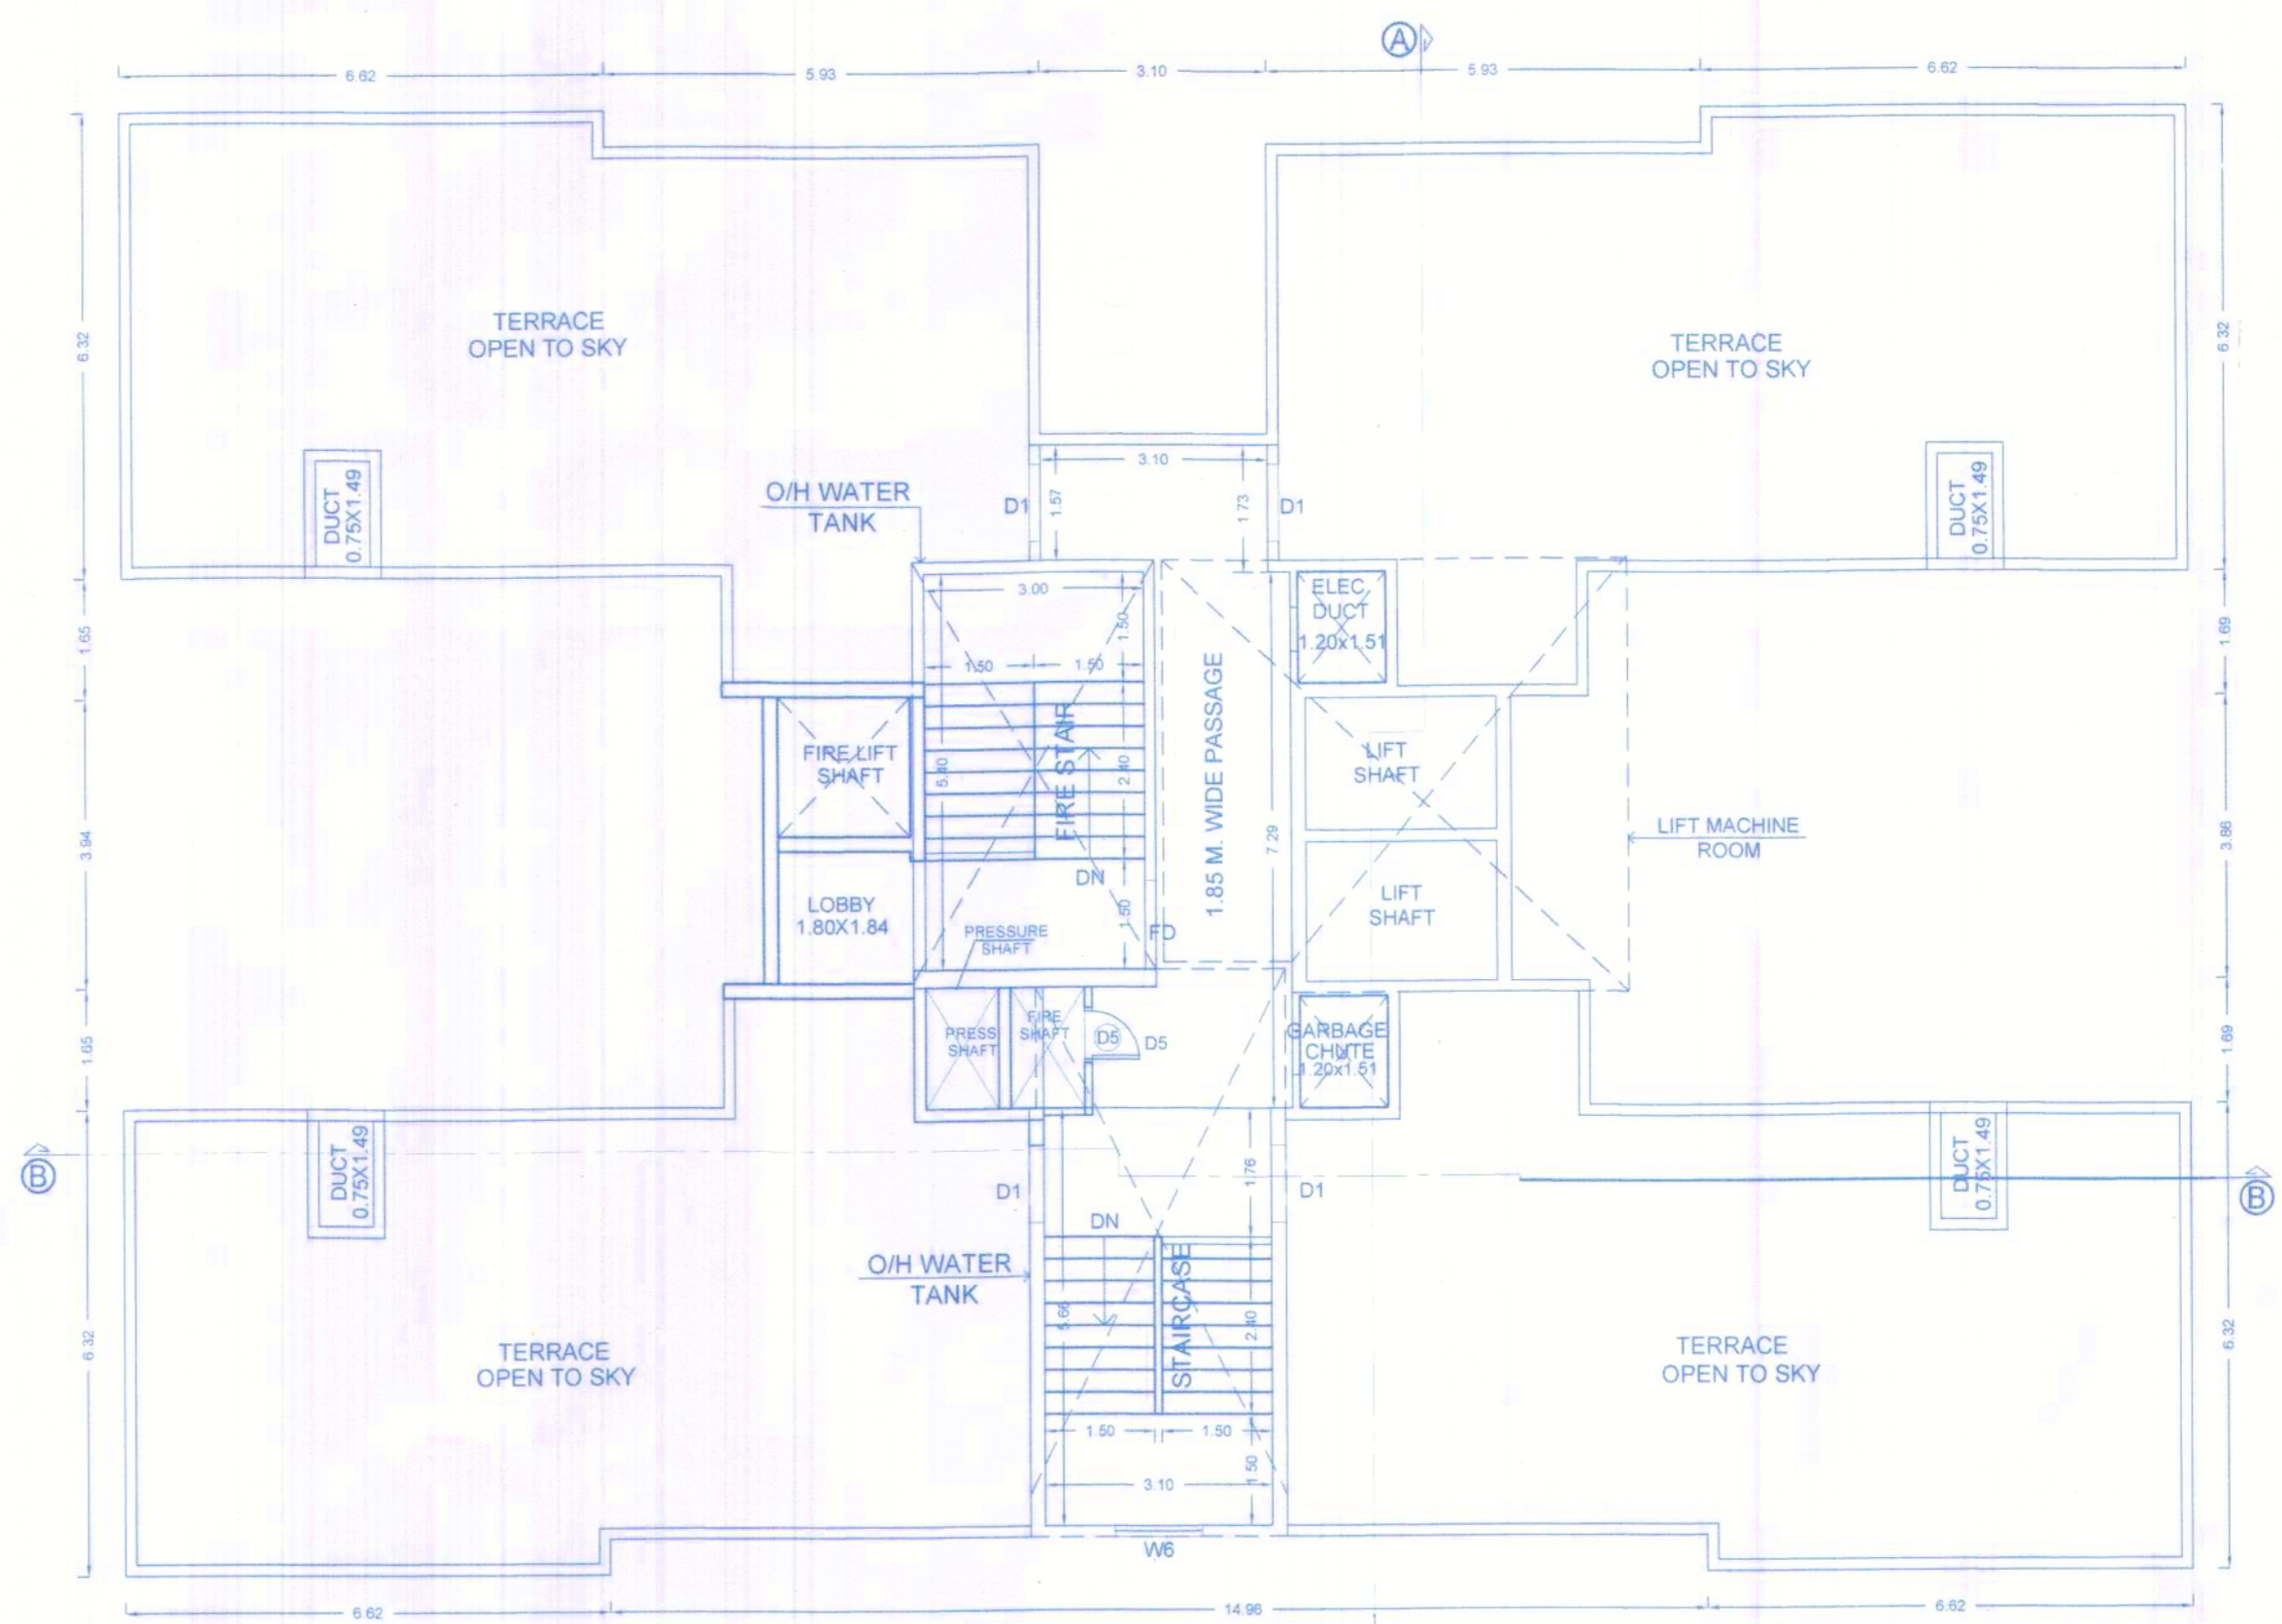 A
6.62
5.93
3.10
5.93
6.62
6.32
6.32
TERRACE
OPEN TO SKY
TERRACE
OPEN TO SKY
DUCT
0.75X1.49
DUCT
0.75X1.49
O/H WATER
TANK
3.10
D1
1.57
1.73
D1
3.00
1.50
1.50
1.50
ELEC
DUCT
1.20x1.51
1.65
1.69
FIRE LIFT
SHAFT
5.40
FIRE STAIR
2.40
1.85 M. WIDE PASSAGE
7.29
LIFT
SHAFT
LIFT MACHINE
ROOM
3.94
3.86
DN
LOBBY
1.80X1.84
1.50
FD
LIFT
SHAFT
PRESSURE
SHAFT
PRESS
SHAFT
FIRE
SHAFT
D5
D5
GARBAGE
CHUTE
1.20x1.51
1.65
1.69
DUCT
0.75X1.49
DUCT
0.75X1.49
B
B
D1
1.76
D1
DN
O/H WATER
TANK
5.66
STAIRCASE
2.40
6.32
6.32
TERRACE
OPEN TO SKY
TERRACE
OPEN TO SKY
1.50
1.50
1.50
3.10
W6
6.62
14.96
6.62